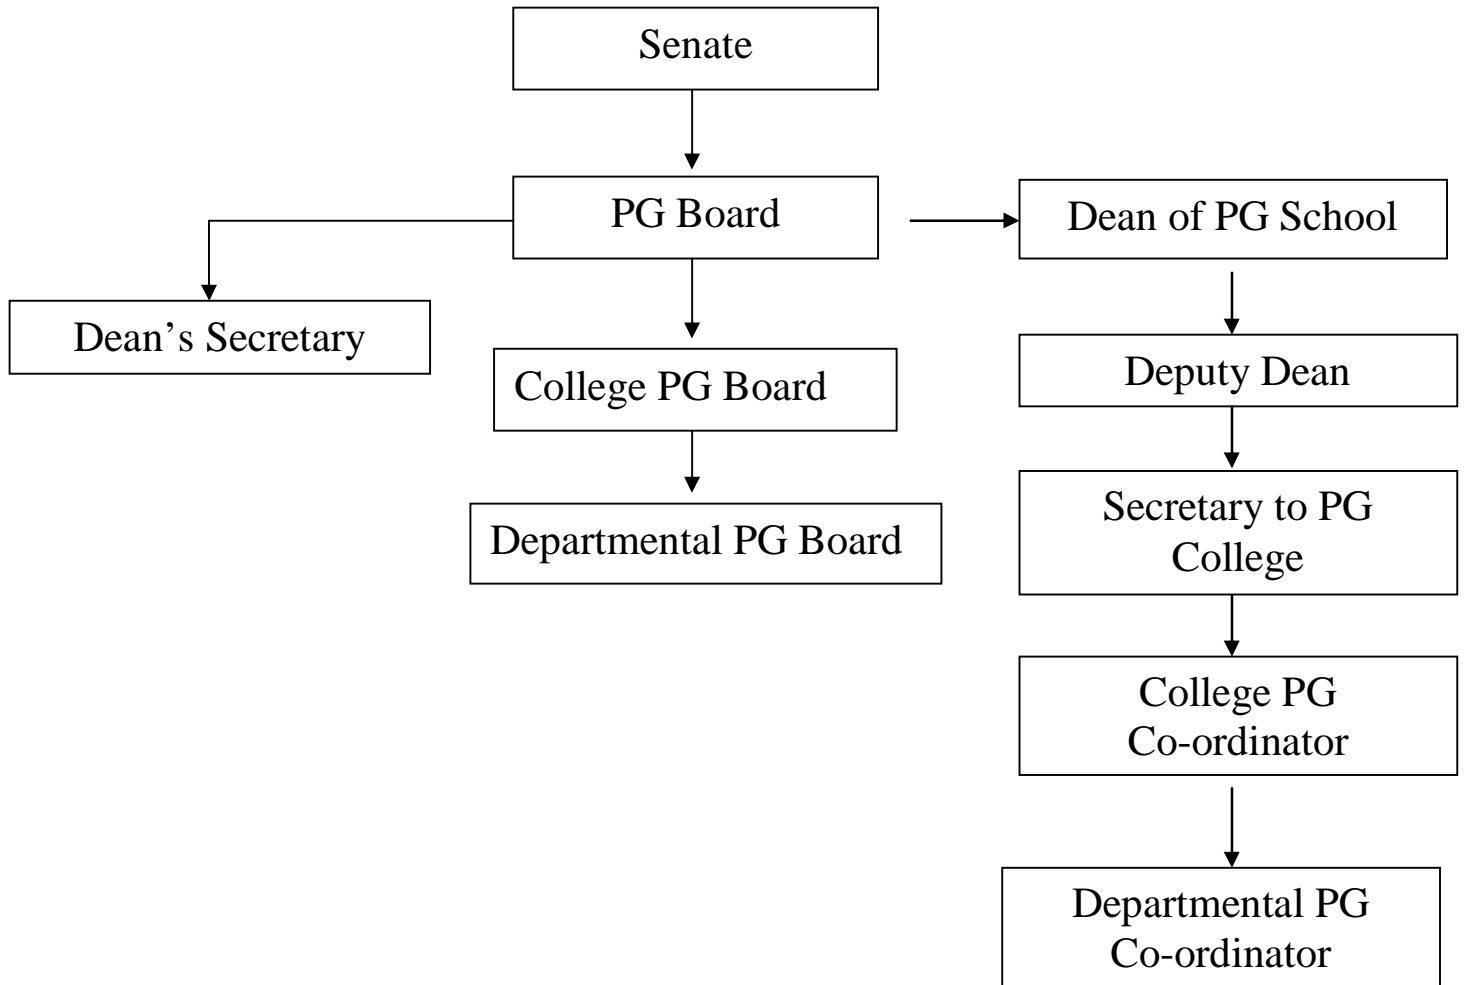 Senate
PG Board
Dean of PG School
Dean’s Secretary
College PG Board
Deputy Dean
Departmental PG Board
Secretary to PG
College
College PG
Co-ordinator
Departmental PG
Co-ordinator